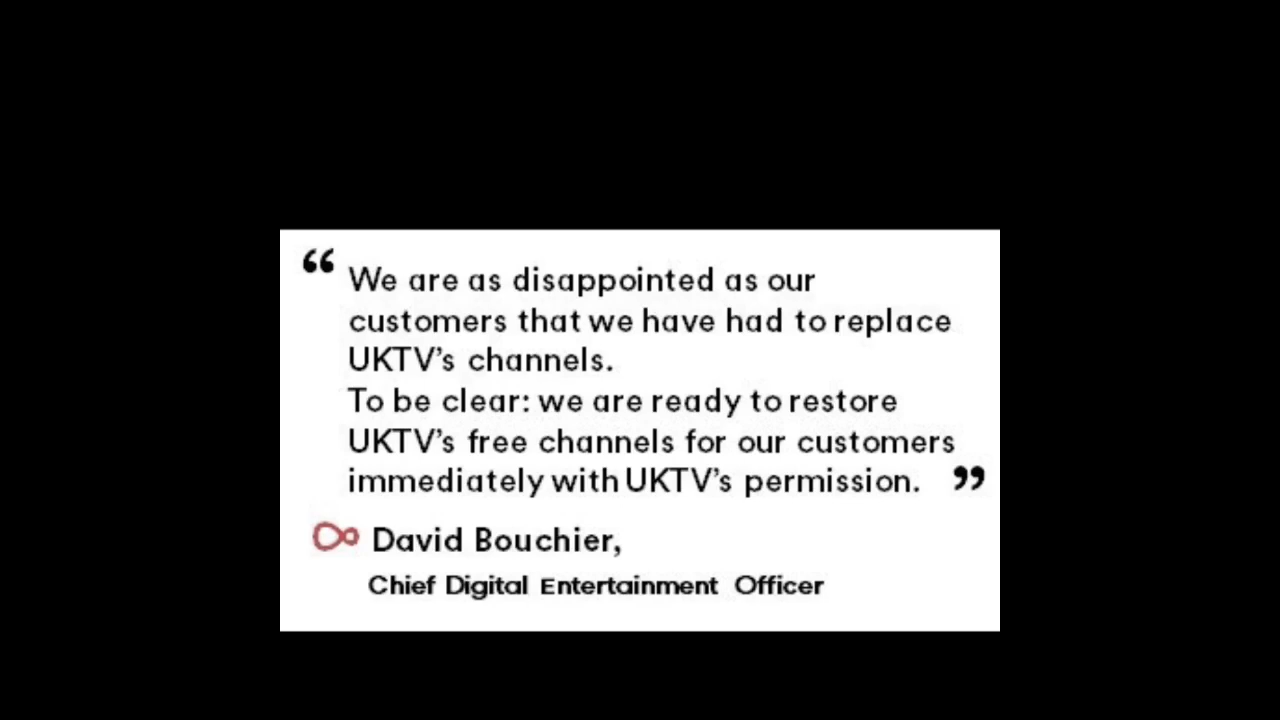 “ We are as disappointed as our
customers that we have had to replace
UKTV’s channels.
To be clear: we are ready to restore
UKTV’s free channels for our customers
immediately with UKTV’s permission. ”
David Bouchier,
Chief Digital Entertainment Officer